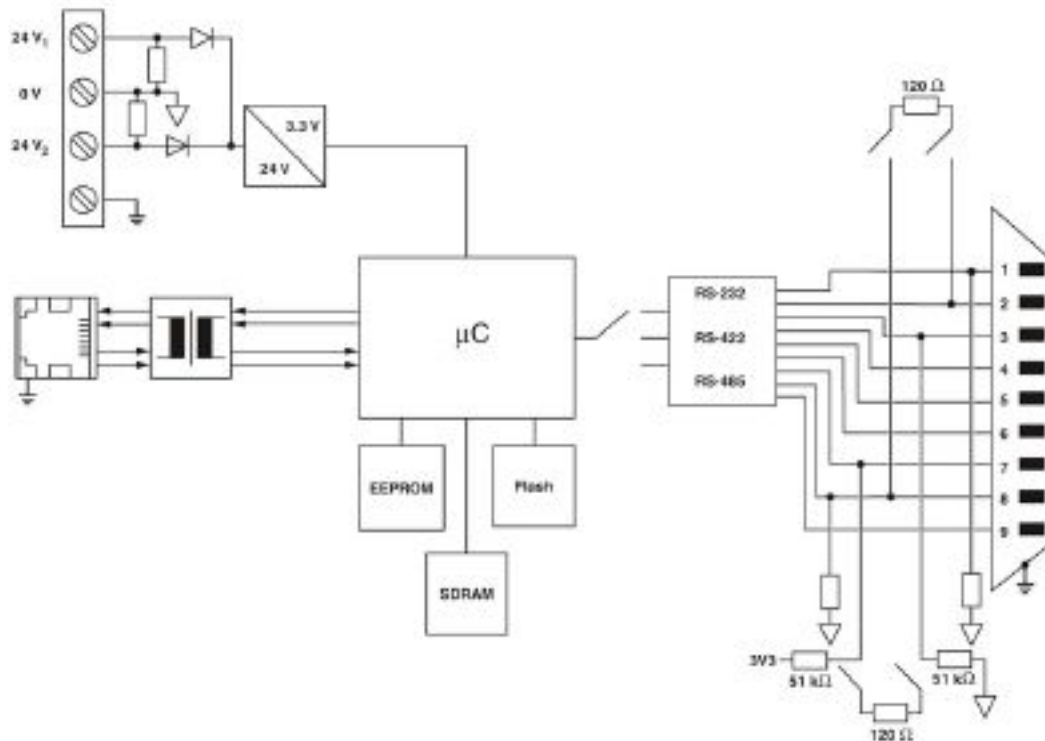 24 V1
0 V
24 V2
3.3 V
24 V
120 Ω
μC
RS-232
RS-422
RS-485
1
2
3
4
5
6
7
8
9
EEPROM
Flash
SDRAM
3V3
51 kΩ
51 kΩ
120 Ω